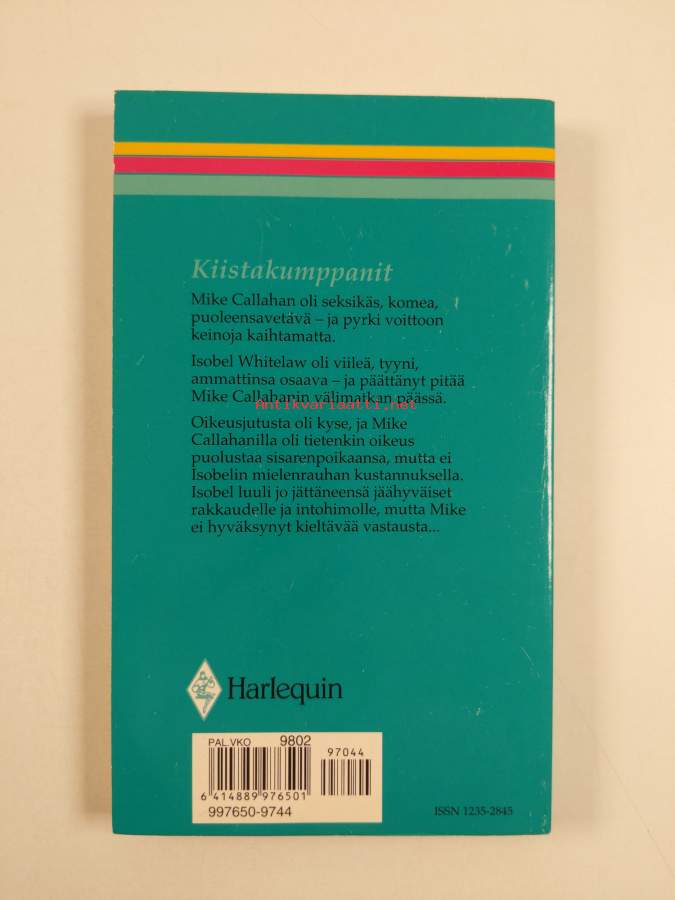 Kiistakumppanit
Mike Callahan oli seksikäs, komea,
puoleensavetävä – ja pyrki voittoon
keinoja kaihtamatta.
Isobel Whitelaw oli viileä, tyyni,
ammattinsa osaava – ja päättänyt pitää
Mike Callahanin välimatkan päässä.
Antikvariaatti.net
Oikeusjutusta oli kyse, ja Mike
Callahanilla oli tietenkin oikeus
puolustaa sisarenpoikaansa, mutta ei
Isobelin mielenrauhan kustannuksella.
Isobel luuli jo jättäneensä jäähyväiset
rakkaudelle ja intohimolle, mutta Mike
ei hyväksynyt kieltävää vastausta...
Harlequin
PAL.VKO 9802
97044
6 414889 976501
997650-9744
ISSN 1235-2845